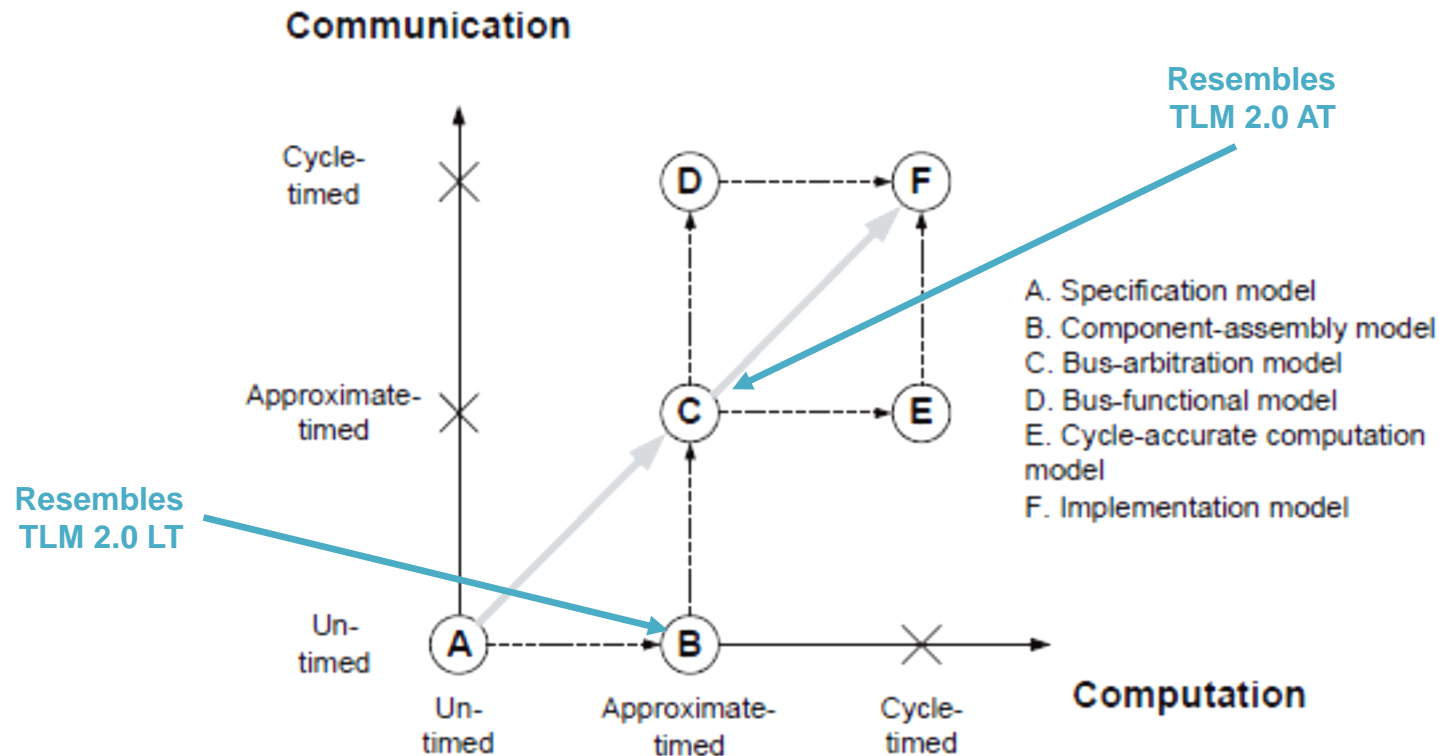 Communication
Resembles
TLM 2.0 AT
Cycle-
timed
D
F
A. Specification model
B. Component-assembly model
C. Bus-arbitration model
D. Bus-functional model
E. Cycle-accurate computation
model
F. Implementation model
Approximate-
timed
C
E
Resembles
TLM 2.0 LT
Un-
timed
A
B
Computation
Un-
timed
Approximate-
timed
Cycle-
timed